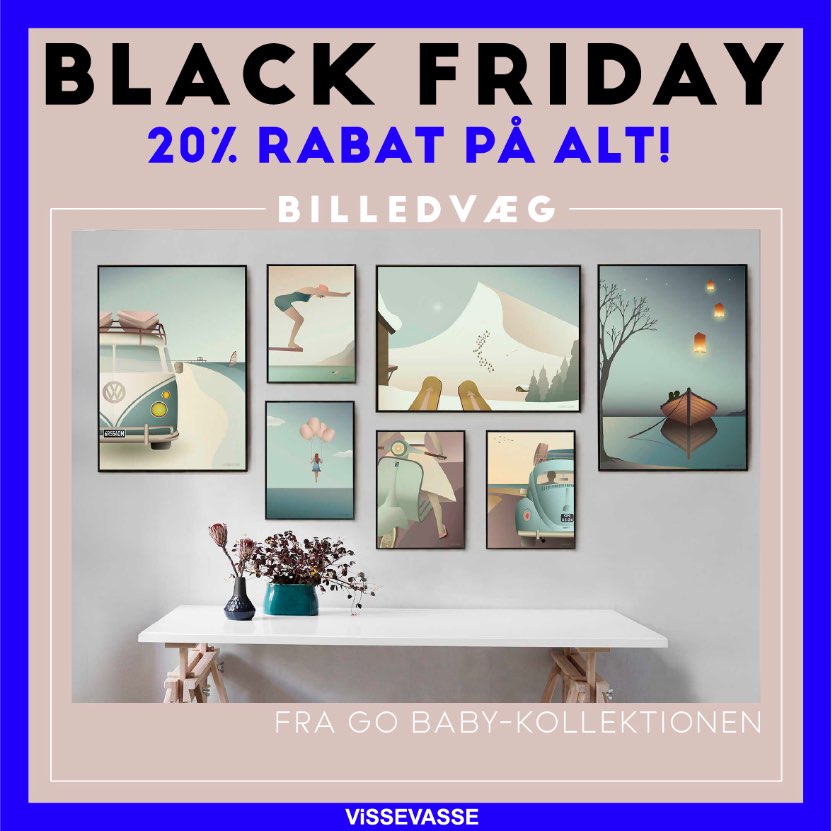 BLACK FRIDAY
20% RABAT PÅ ALT!
BILLEDVÆG
FRA GO BABY-KOLLEKTIONEN
ViSSEVASSE